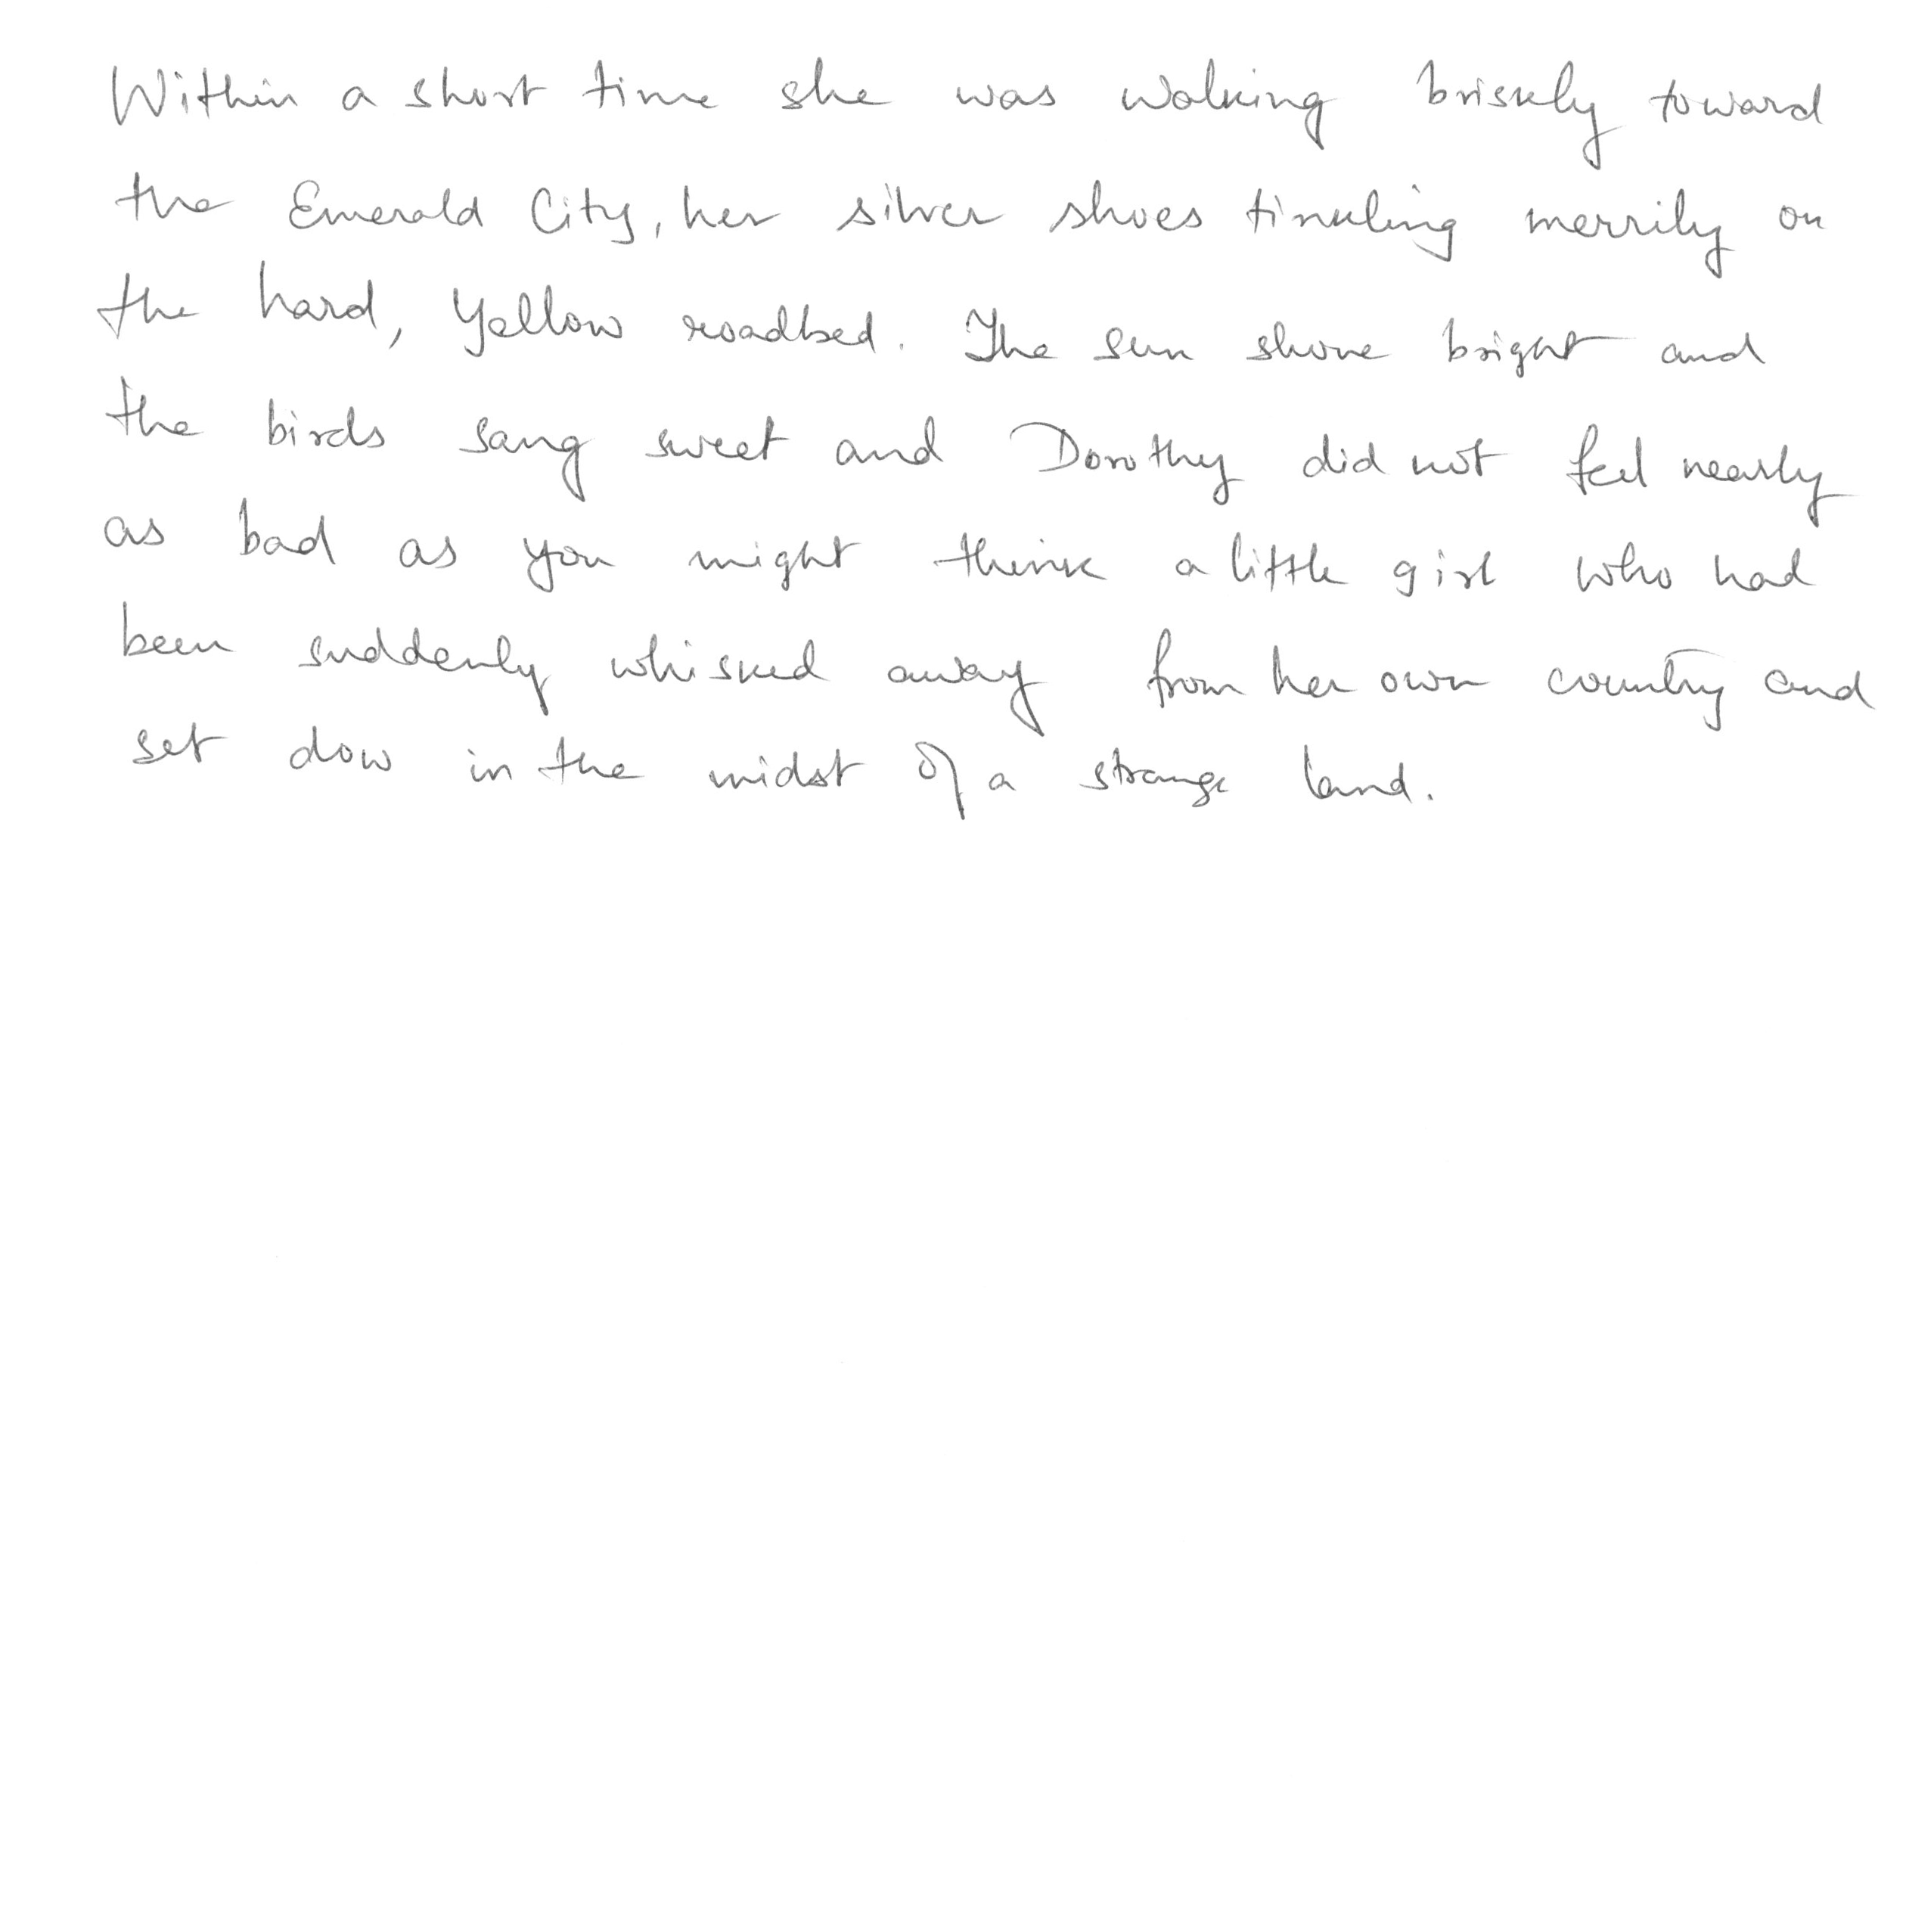 Within a short time she was walking briskly toward
the Emerald City, her silver shoes tinkling merrily on
the hard, yellow roadbed. The sun shone bright and
the birds sang sweet and Dorothy did not feel nearly
as bad as you might think a little girl who had
been suddenly whisked away from her own country and
set dow in the midst of a strange land.